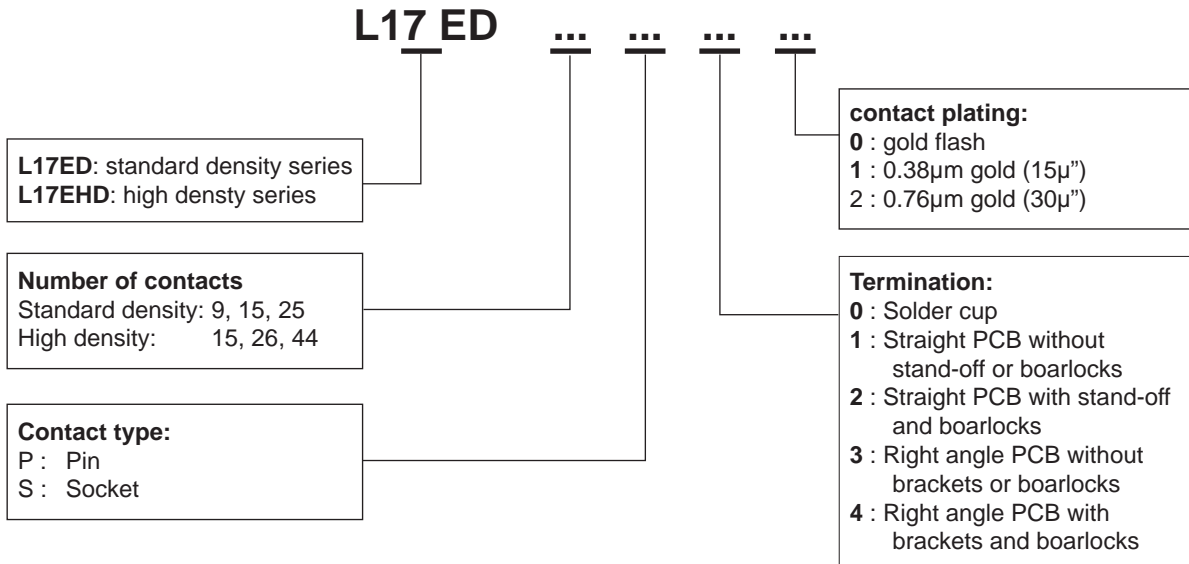 L17 ED ... ... ... ...
L17ED: standard density series
L17EHD: high densty series
Number of contacts
Standard density: 9, 15, 25
High density: 15, 26, 44
Contact type:
P : Pin
S : Socket
contact plating:
0 : gold flash
1 : 0.38µm gold (15µ”)
2 : 0.76µm gold (30µ”)
Termination:
0 : Solder cup
1 : Straight PCB without
stand-off or boarlocks
2 : Straight PCB with stand-off
and boarlocks
3 : Right angle PCB without
brackets or boarlocks
4 : Right angle PCB with
brackets and boarlocks